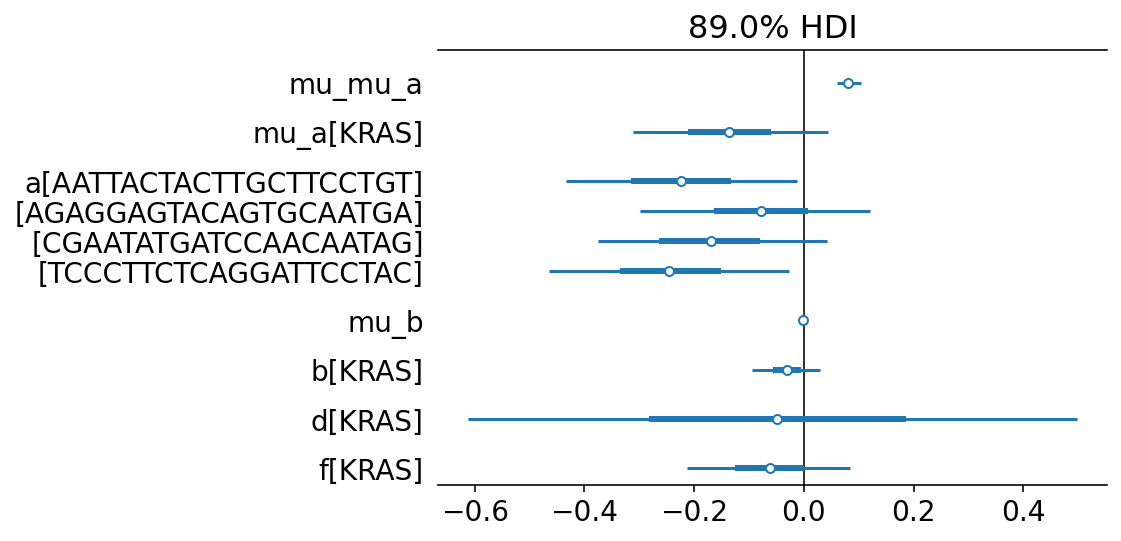 89.0% HDI
mu_mu_a
mu_a[KRAS]
a[AATTACTACTTGCTTCCTGT]
[AGAGGAGTACAGTGCAATGA]
[CGAATATGATCCAACAATAG]
[TCCCTTCTCAGGATTCCTAC]
mu_b
b[KRAS]
d[KRAS]
f[KRAS]
−0.6 −0.4 −0.2 0.0 0.2 0.4